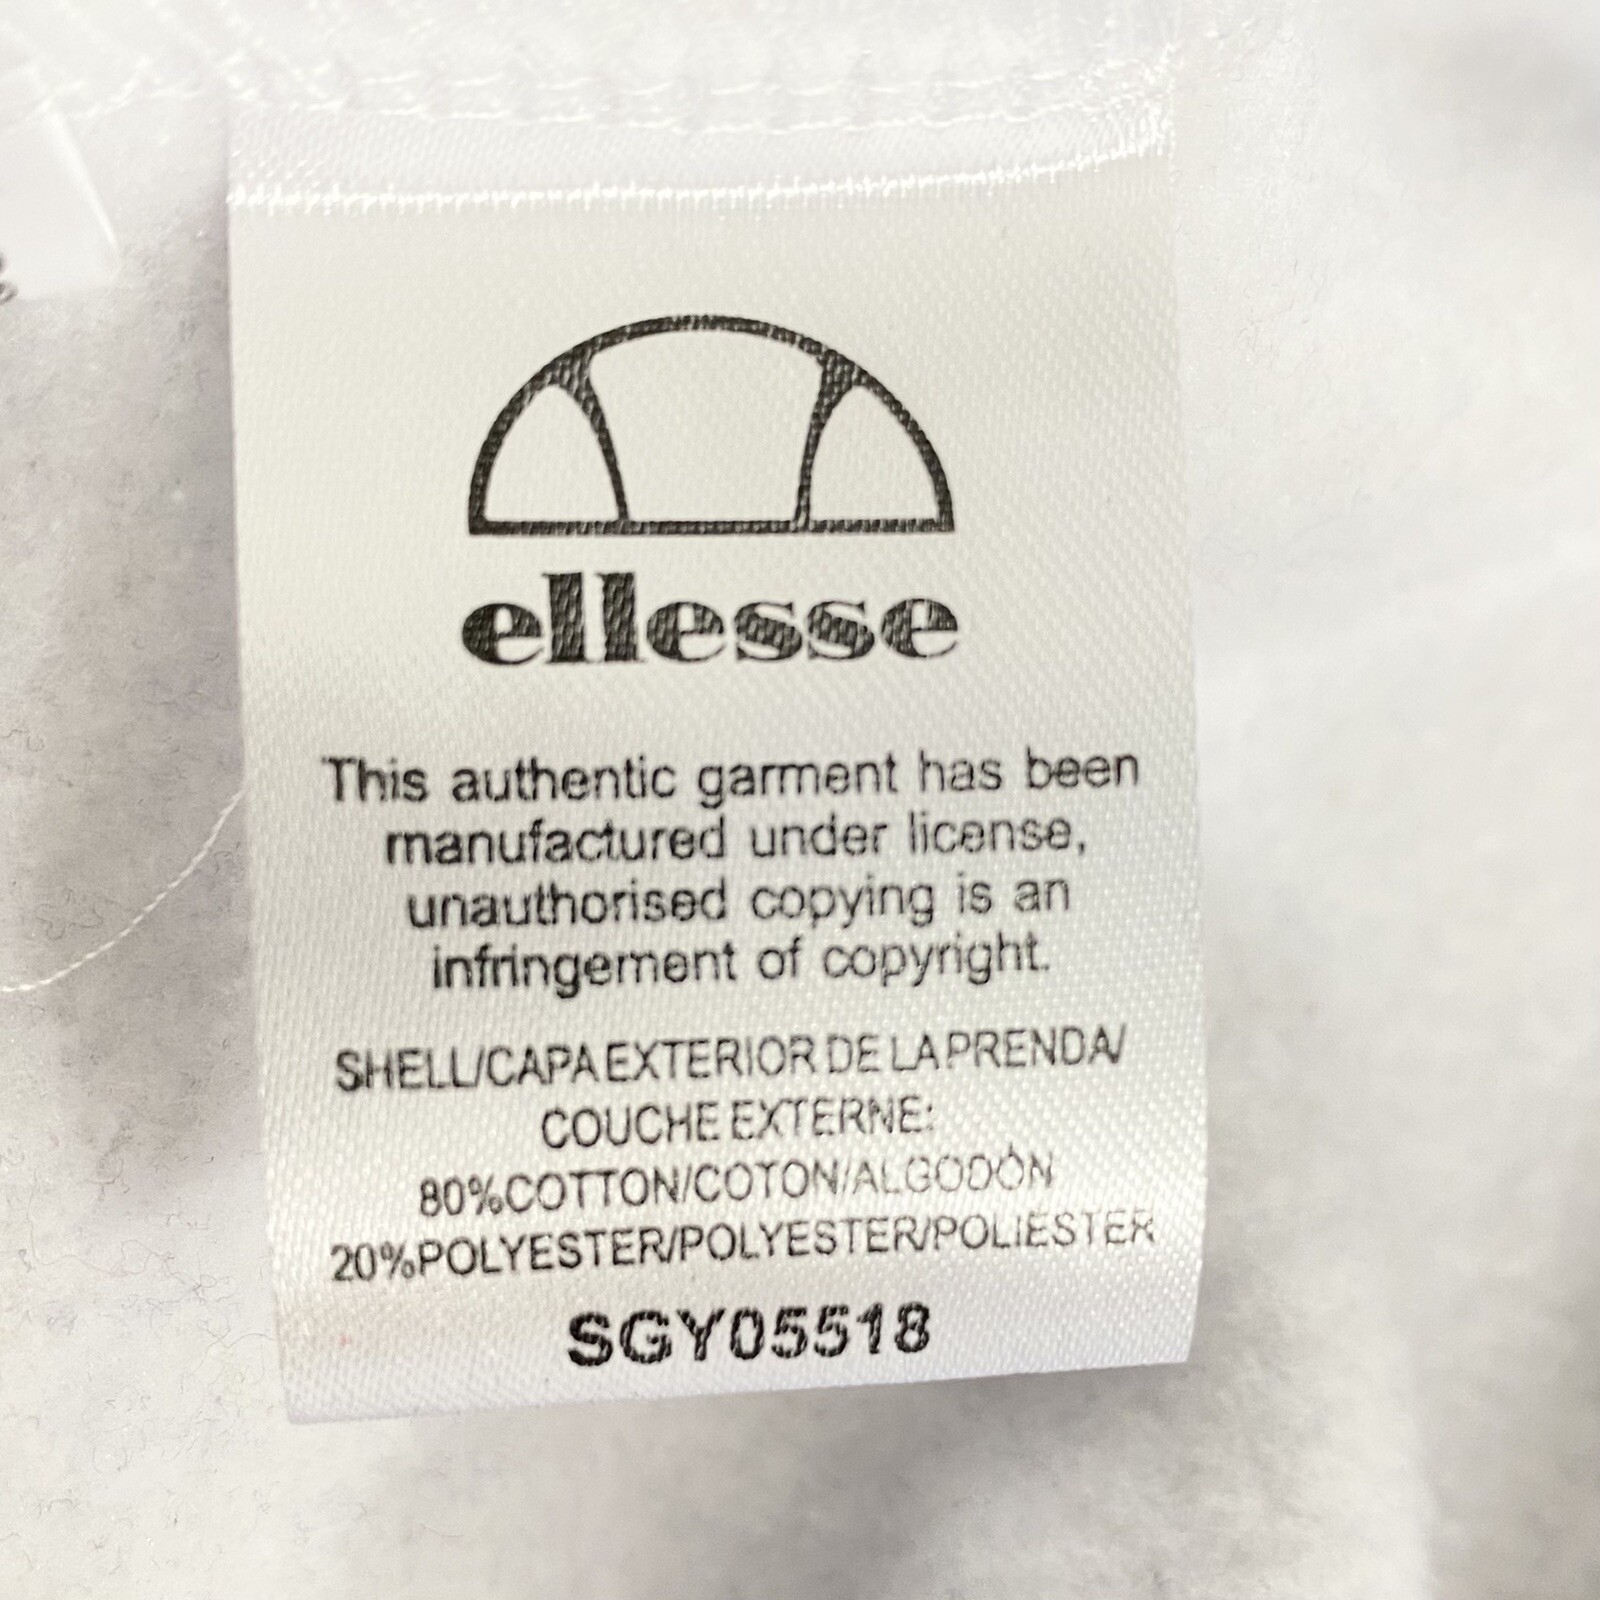 ellesse
This authentic garment has been
manufactured under license,
unauthorised copying is an
infringement of copyright.
SHELL/CAPA EXTERIOR DE LA PRENDA/
COUCHE EXTERNE:
80%COTTON/COTON/ALGODÓN
20%POLYESTER/POLYESTER/POLIESTER
SGY05518